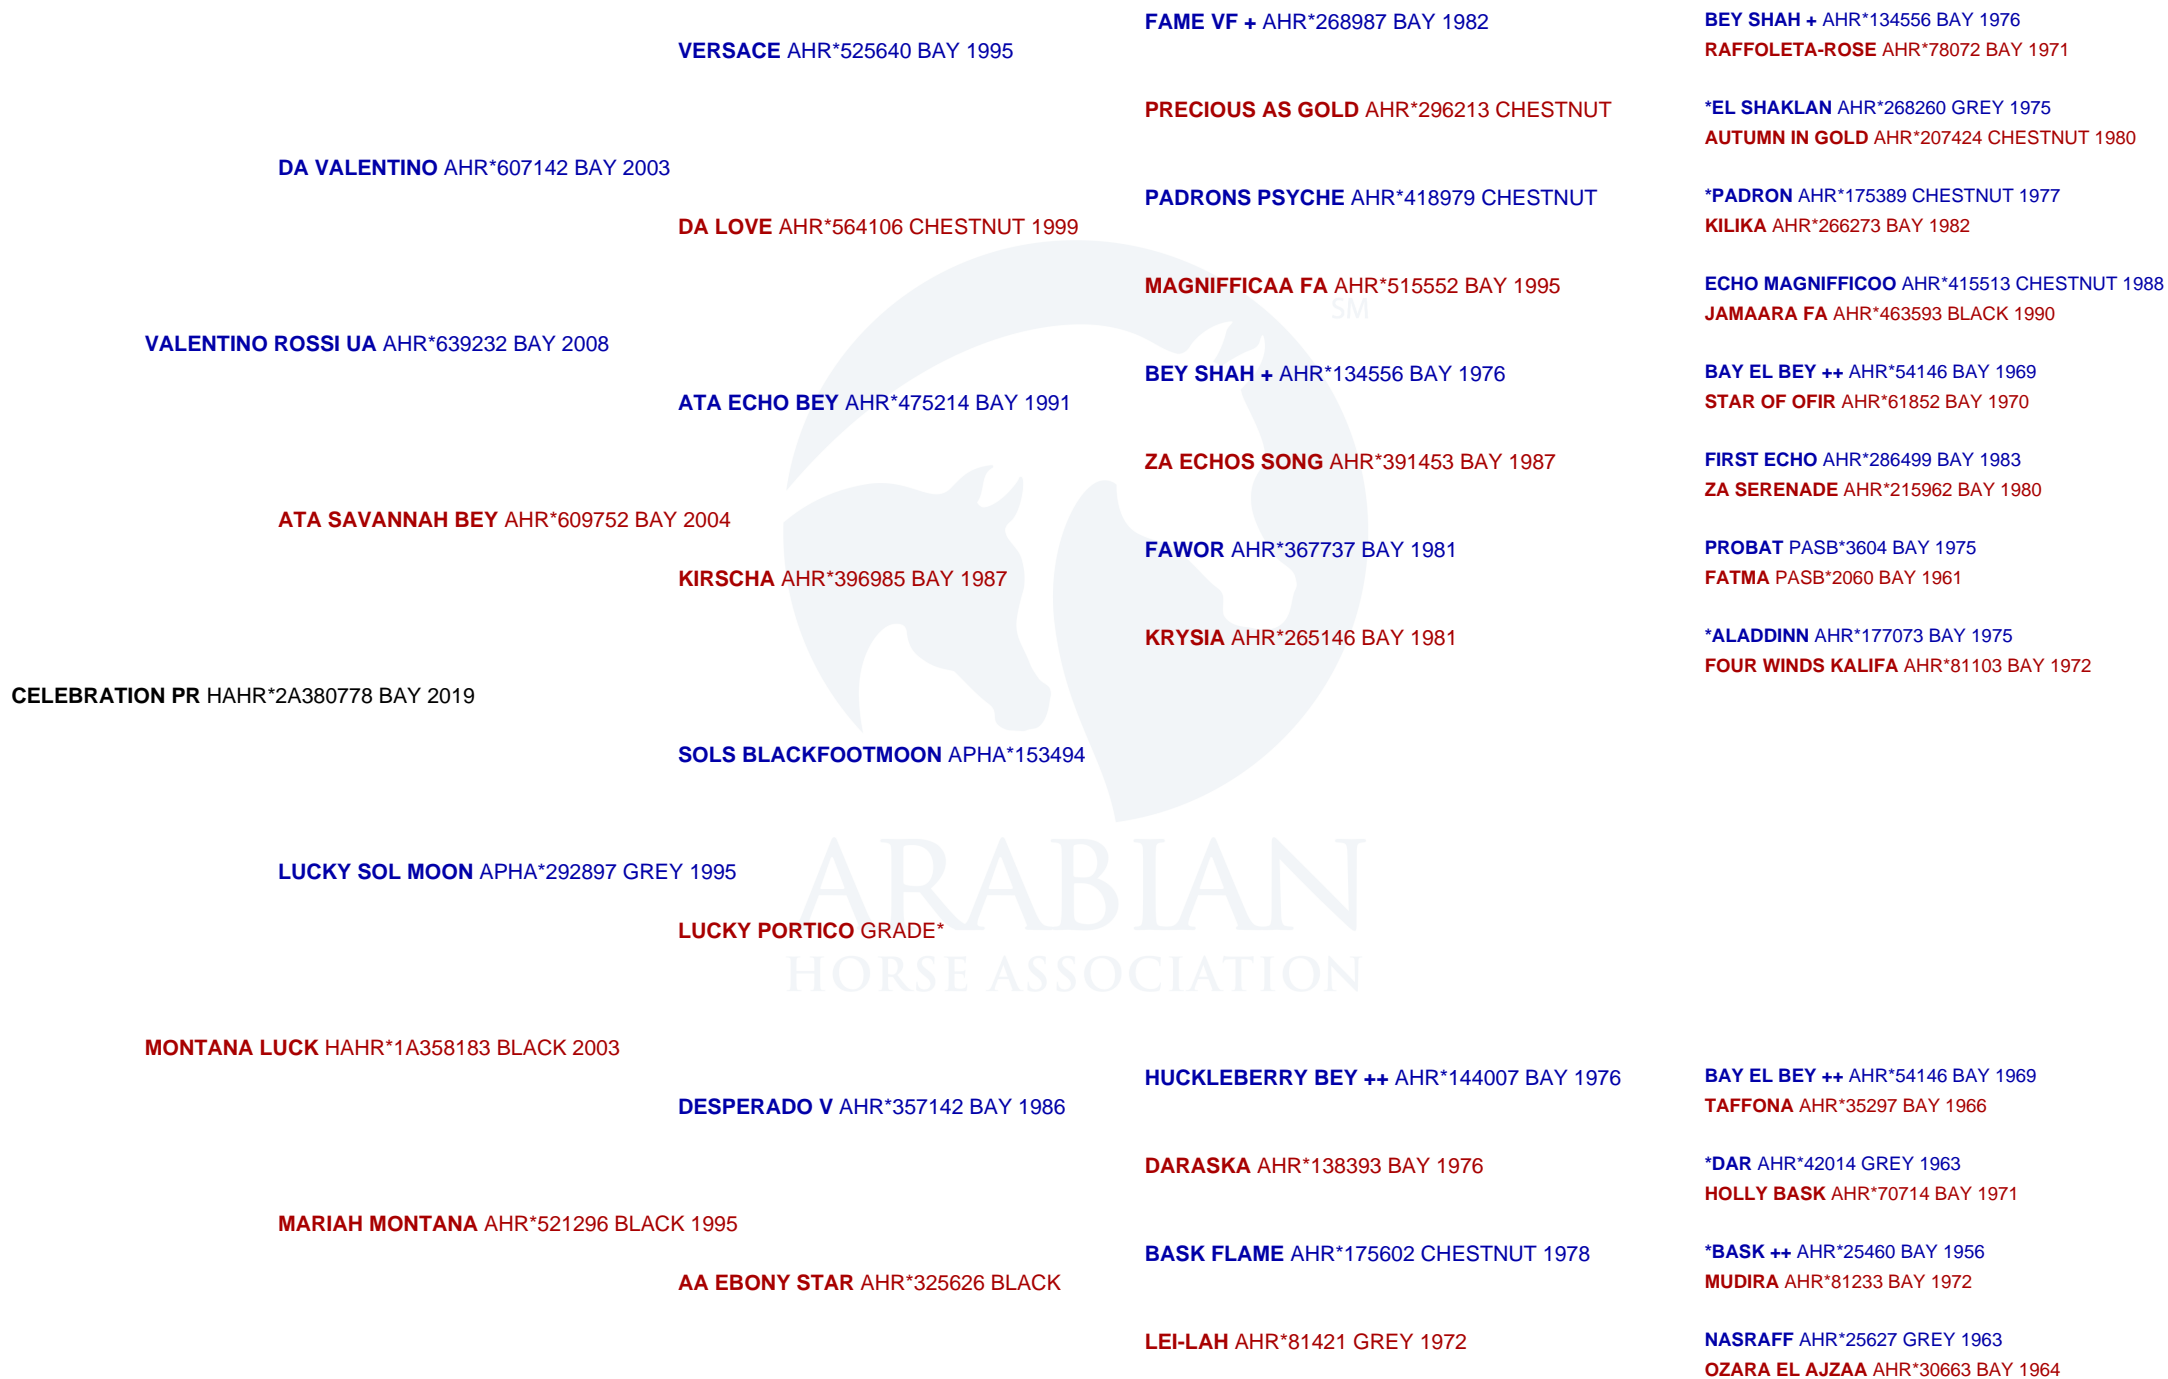 FAME VF + AHR*268987 BAY 1982
BEY SHAH + AHR*134556 BAY 1976
VERSACE AHR*525640 BAY 1995
RAFFOLETA-ROSE AHR*78072 BAY 1971
PRECIOUS AS GOLD AHR*296213 CHESTNUT
*EL SHAKLAN AHR*268260 GREY 1975
AUTUMN IN GOLD AHR*207424 CHESTNUT 1980
DA VALENTINO AHR*607142 BAY 2003
PADRONS PSYCHE AHR*418979 CHESTNUT
*PADRON AHR*175389 CHESTNUT 1977
DA LOVE AHR*564106 CHESTNUT 1999
KILIKA AHR*266273 BAY 1982
MAGNIFFICAA FA AHR*515552 BAY 1995
ECHO MAGNIFFICOO AHR*415513 CHESTNUT 1988
SM
JAMAARA FA AHR*463593 BLACK 1990
VALENTINO ROSSI UA AHR*639232 BAY 2008
BEY SHAH + AHR*134556 BAY 1976
BAY EL BEY ++ AHR*54146 BAY 1969
ATA ECHO BEY AHR*475214 BAY 1991
STAR OF OFIR AHR*61852 BAY 1970
ZA ECHOS SONG AHR*391453 BAY 1987
FIRST ECHO AHR*286499 BAY 1983
ZA SERENADE AHR*215962 BAY 1980
ATA SAVANNAH BEY AHR*609752 BAY 2004
FAWOR AHR*367737 BAY 1981
PROBAT PASB*3604 BAY 1975
KIRSCHA AHR*396985 BAY 1987
FATMA PASB*2060 BAY 1961
KRYSIA AHR*265146 BAY 1981
*ALADDINN AHR*177073 BAY 1975
FOUR WINDS KALIFA AHR*81103 BAY 1972
CELEBRATION PR HAHR*2A380778 BAY 2019
SOLS BLACKFOOTMOON APHA*153494
LUCKY SOL MOON APHA*292897 GREY 1995
ARABIAN
LUCKY PORTICO GRADE*
HORSE ASSOCIATION
MONTANA LUCK HAHR*1A358183 BLACK 2003
HUCKLEBERRY BEY ++ AHR*144007 BAY 1976
BAY EL BEY ++ AHR*54146 BAY 1969
DESPERADO V AHR*357142 BAY 1986
TAFFONA AHR*35297 BAY 1966
DARASKA AHR*138393 BAY 1976
*DAR AHR*42014 GREY 1963
HOLLY BASK AHR*70714 BAY 1971
MARIAH MONTANA AHR*521296 BLACK 1995
BASK FLAME AHR*175602 CHESTNUT 1978
*BASK ++ AHR*25460 BAY 1956
AA EBONY STAR AHR*325626 BLACK
MUDIRA AHR*81233 BAY 1972
LEI-LAH AHR*81421 GREY 1972
NASRAFF AHR*25627 GREY 1963
OZARA EL AJZAA AHR*30663 BAY 1964